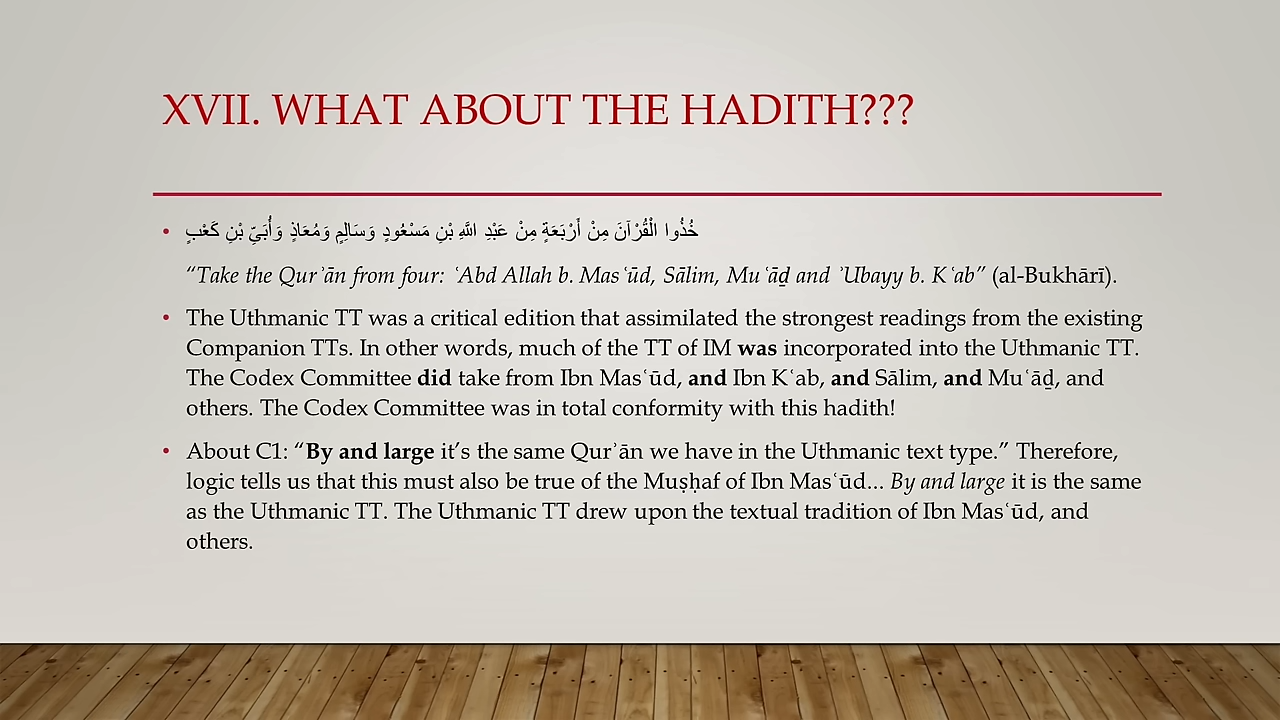 XVII. WHAT ABOUT THE HADITH???
• خُذُوا الْقُرْآنَ مِنْ أَرْبَعَةٍ مِنْ عَبْدِ اللَّهِ بْنِ مَسْعُودٍ وَسَالِمٍ وَمُعَاذٍ وَأُبَيِّ بْنِ كَعْبٍ
“Take the Qurʾān from four: ʿAbd Allah b. Masʿūd, Sālim, Muʿāḏ and ʾUbayy b. Kʿab” (al-Bukhārī).
• The Uthmanic TT was a critical edition that assimilated the strongest readings from the existing
Companion TTs. In other words, much of the TT of IM was incorporated into the Uthmanic TT.
The Codex Committee did take from Ibn Masʿūd, and Ibn Kʿab, and Sālim, and Muʿāḏ, and
others. The Codex Committee was in total conformity with this hadith!
• About C1: “By and large it’s the same Qurʾān we have in the Uthmanic text type.” Therefore,
logic tells us that this must also be true of the Muṣḥaf of Ibn Masʿūd... By and large it is the same
as the Uthmanic TT. The Uthmanic TT drew upon the textual tradition of Ibn Masʿūd, and
others.